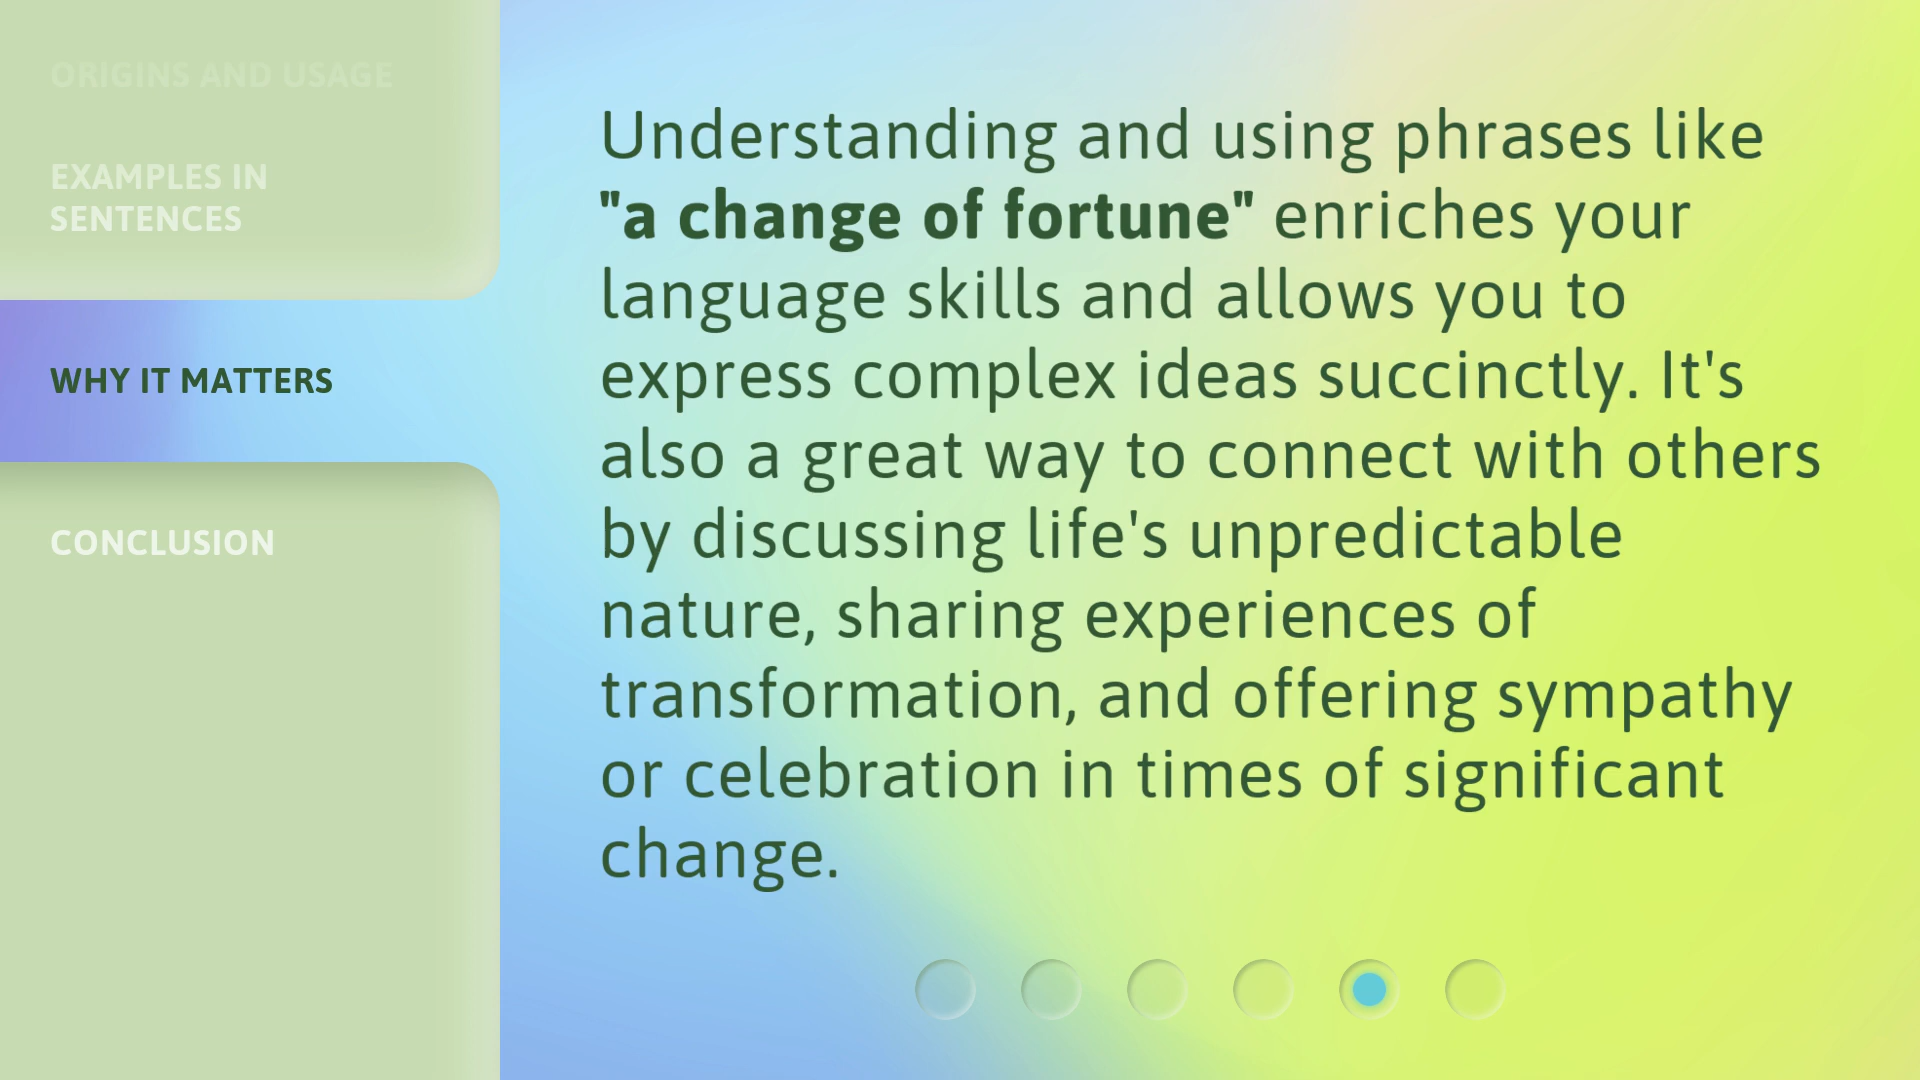 ORIGINS AND USAGE
EXAMPLES IN
SENTENCES
WHY IT MATTERS
CONCLUSION
Understanding and using phrases like
"a change of fortune" enriches your
language skills and allows you to
express complex ideas succinctly. It's
also a great way to connect with others
by discussing life's unpredictable
nature, sharing experiences of
transformation, and offering sympathy
or celebration in times of significant
change.